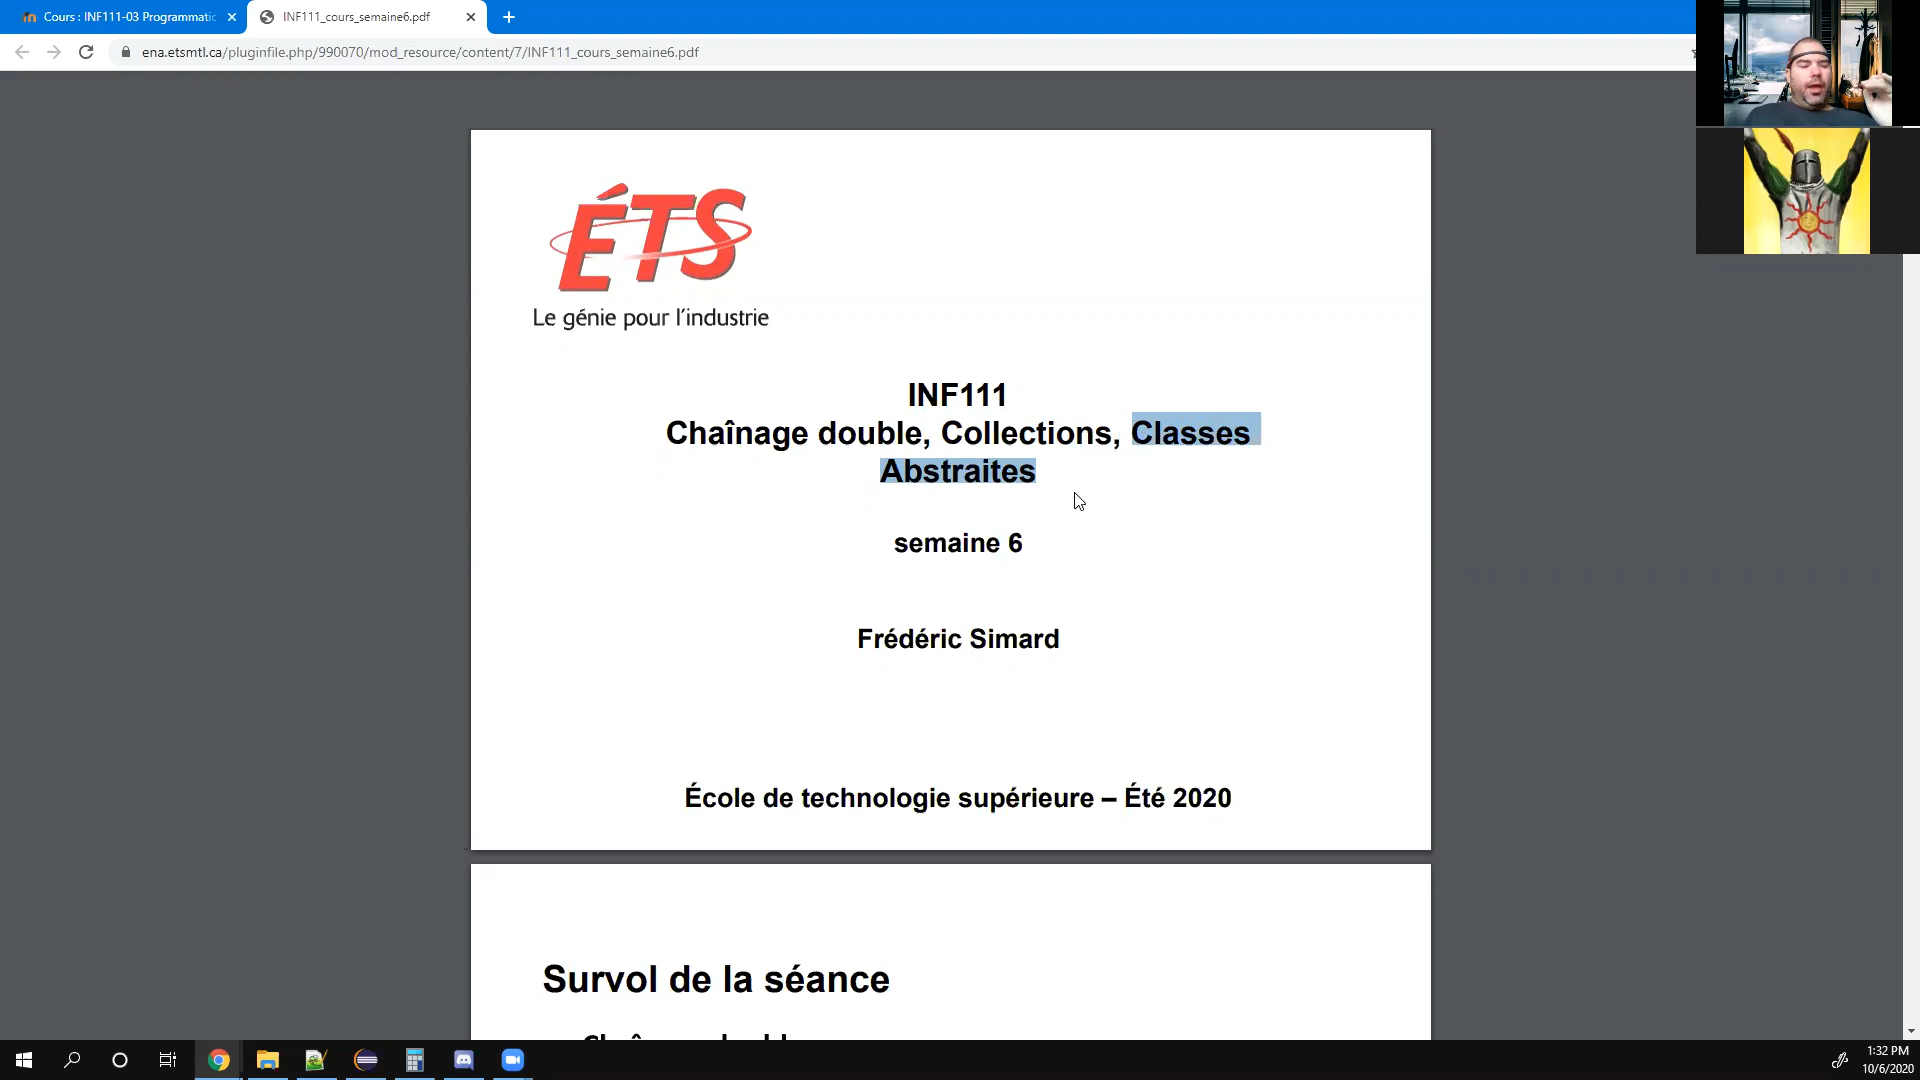 Cours : INF111-03 Programmatic
INF111_cours_semaine6.pdf
ena.etsmtl.ca/pluginfile.php/990070/mod_resource/content/7/INF111_cours_semaine6.pdf
ÉTS
Le génie pour l'industrie
INF111
Chaînage double, Collections, Classes
Abstraites
semaine 6
Frédéric Simard
École de technologie supérieure – Été 2020
Survol de la séance
1:32 PM
10/6/2020